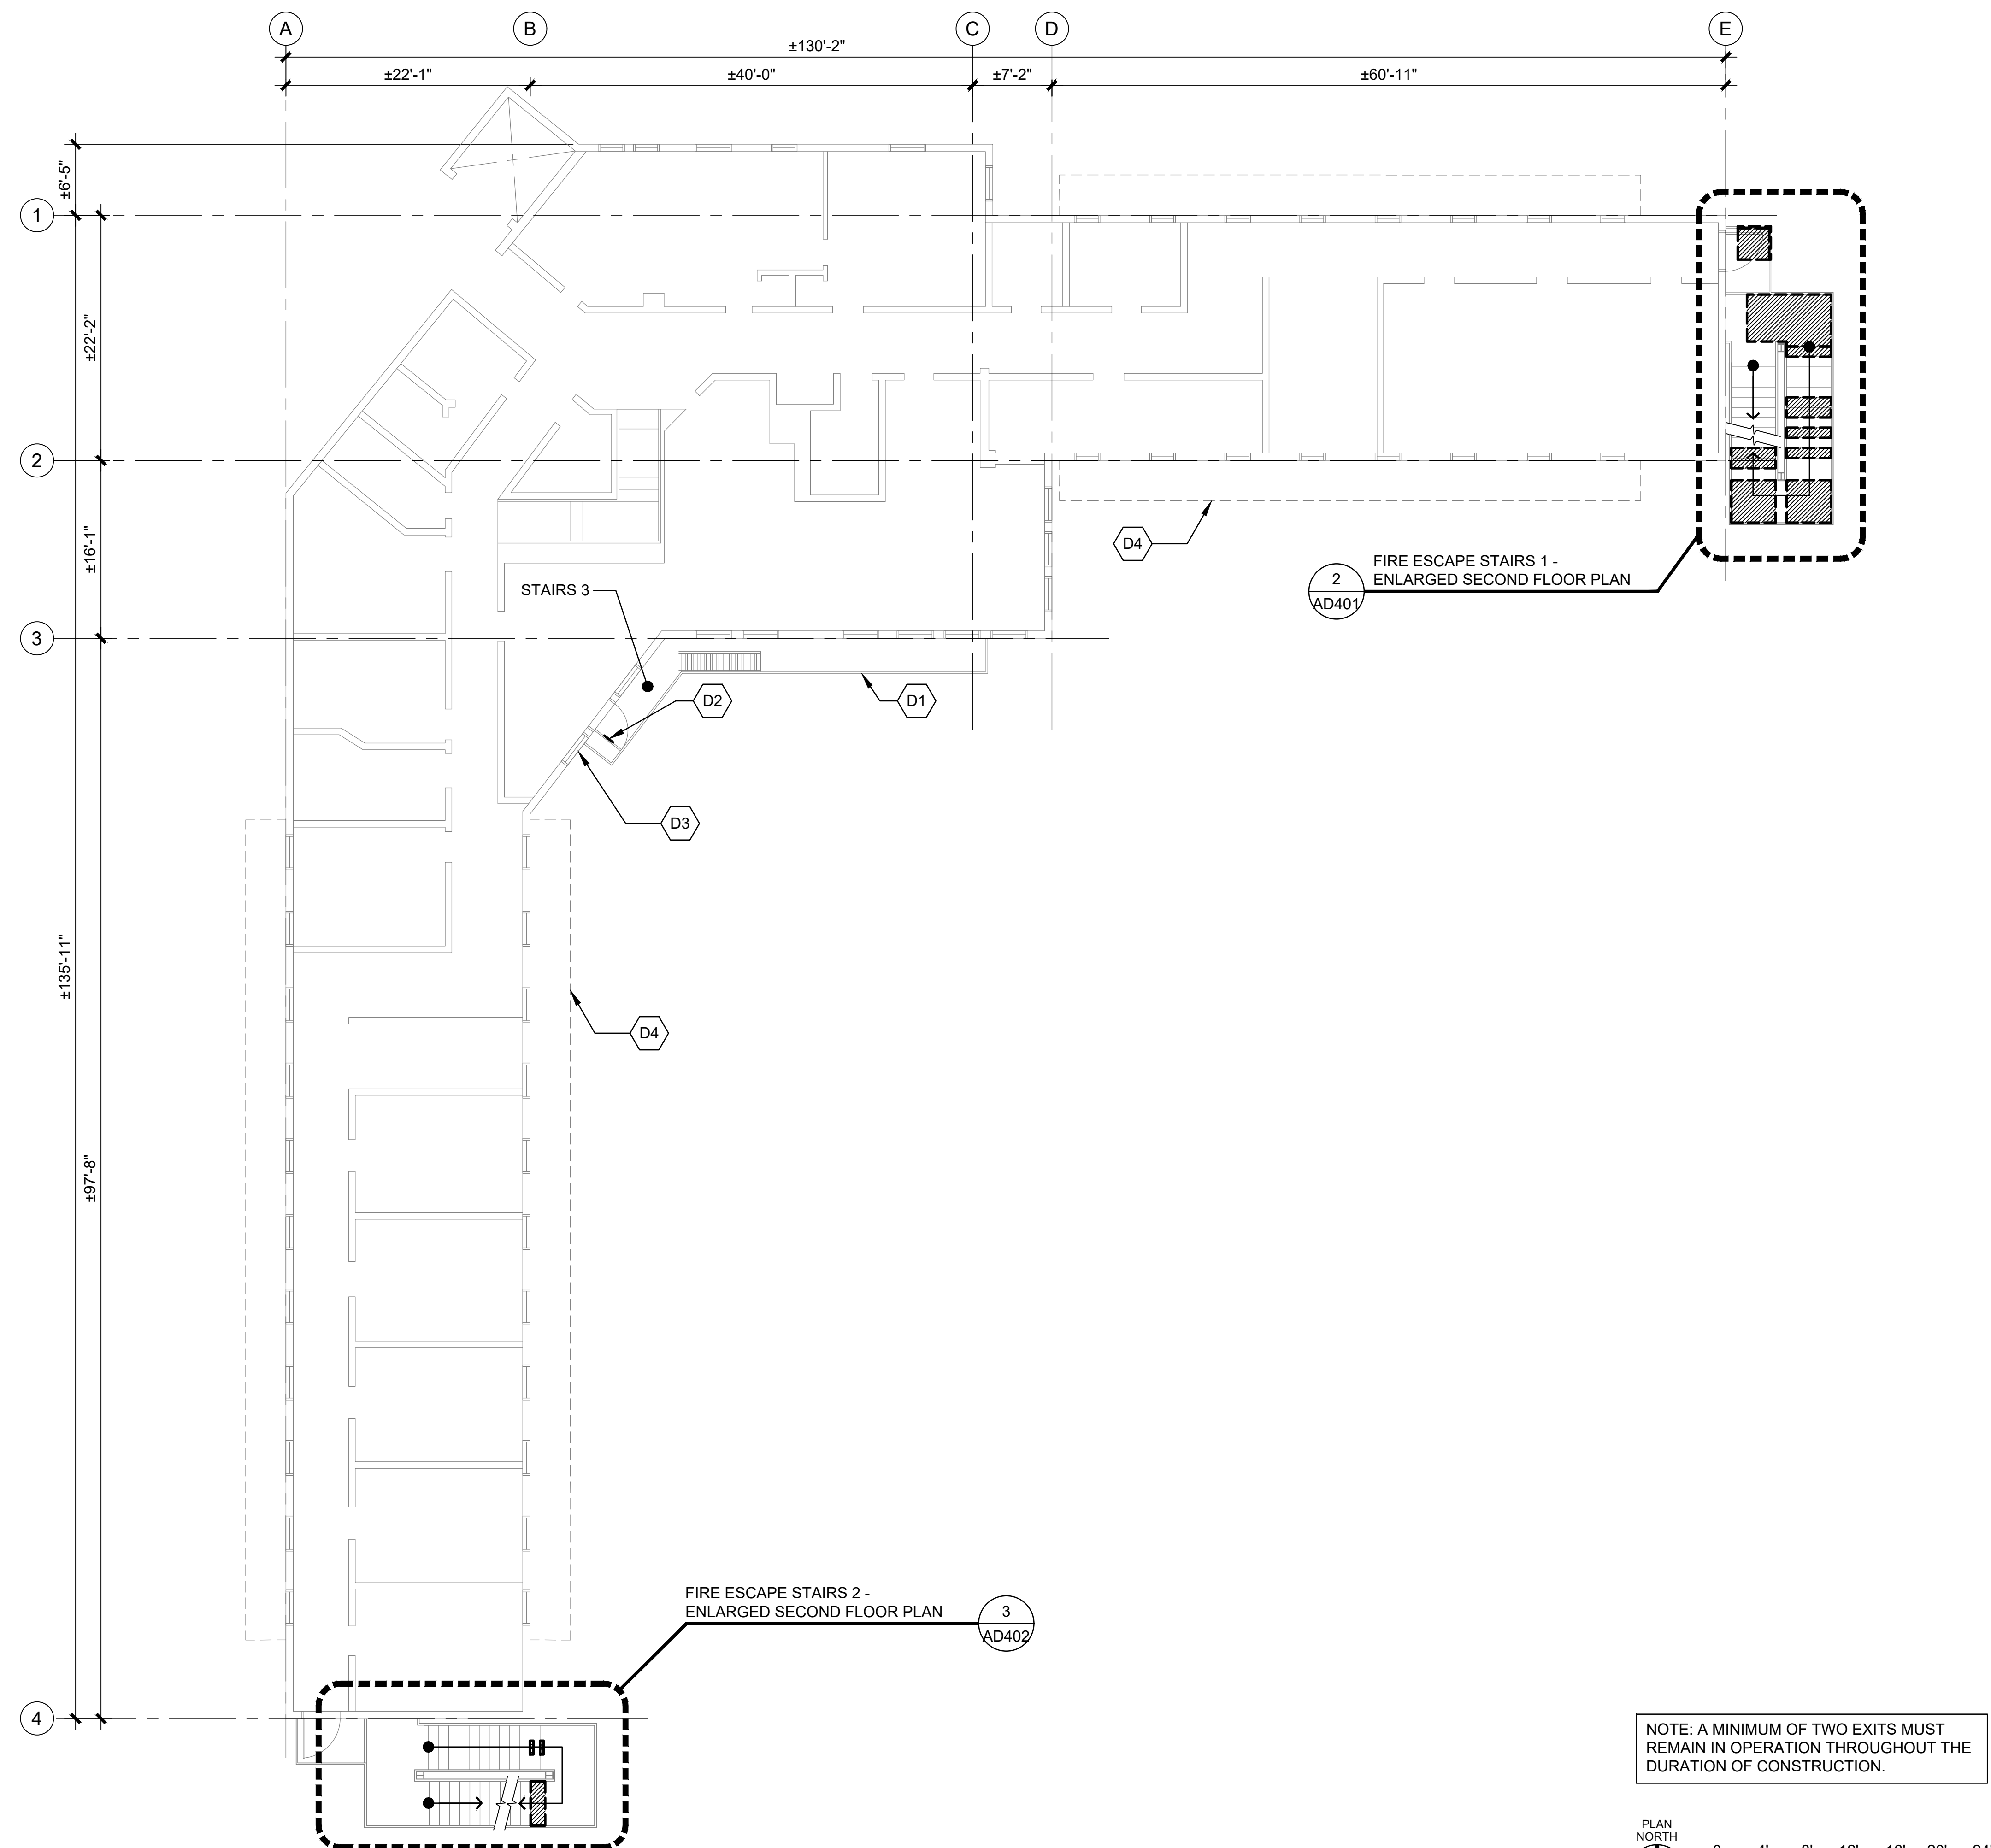 A
B
C
D
E
±130'-2"
±22'-1"
±40'-0"
±7'-2"
±60'-11"
±6'-5"
1
±22'-2"
2
±16'-1"
D4
FIRE ESCAPE STAIRS 1 -
ENLARGED SECOND FLOOR PLAN
2
AD401
STAIRS 3
3
D2
D1
D3
±135'-11"
D4
±97'-8"
FIRE ESCAPE STAIRS 2 -
ENLARGED SECOND FLOOR PLAN
3
AD402
4
NOTE: A MINIMUM OF TWO EXITS MUST
REMAIN IN OPERATION THROUGHOUT THE
DURATION OF CONSTRUCTION.
PLAN
NORTH